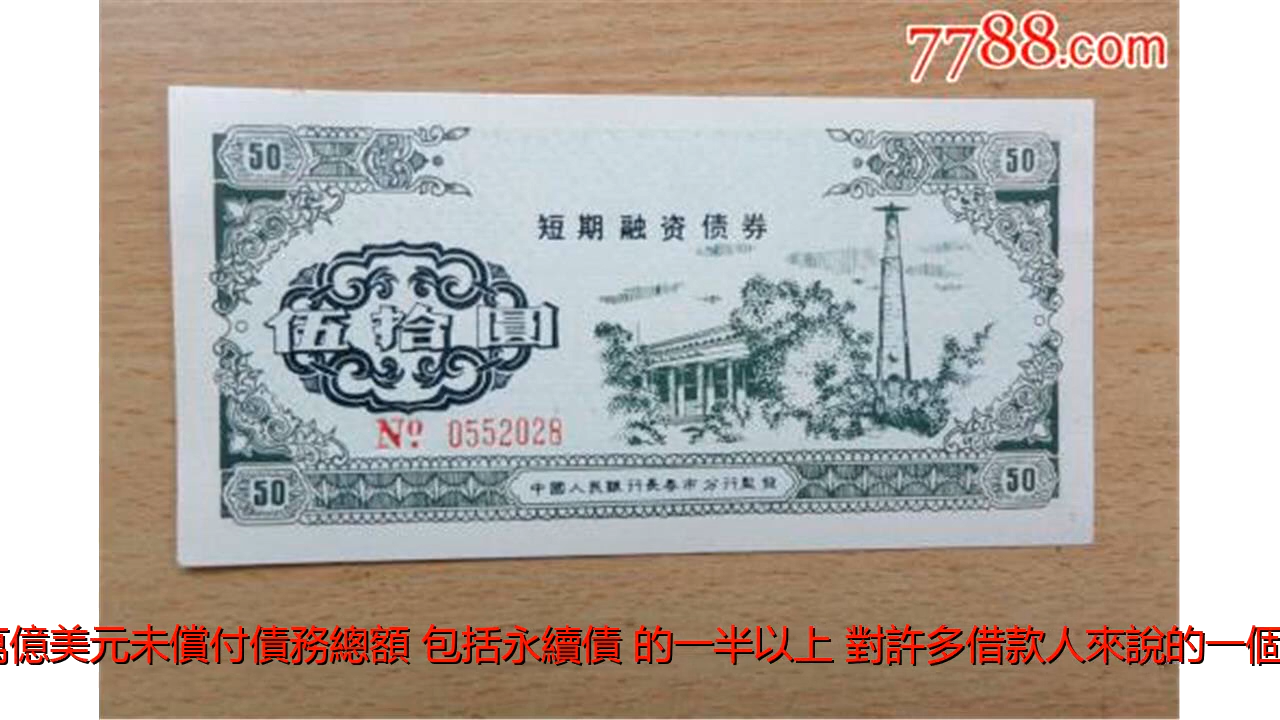 7788.com
50 50
短期融资债券
伍拾圓
Nº 0552028
50 中國人民銀行長春市分行監發 50
萬億美元未償付債務總額 包括永續債 的一半以上 對許多借款人來說的一個